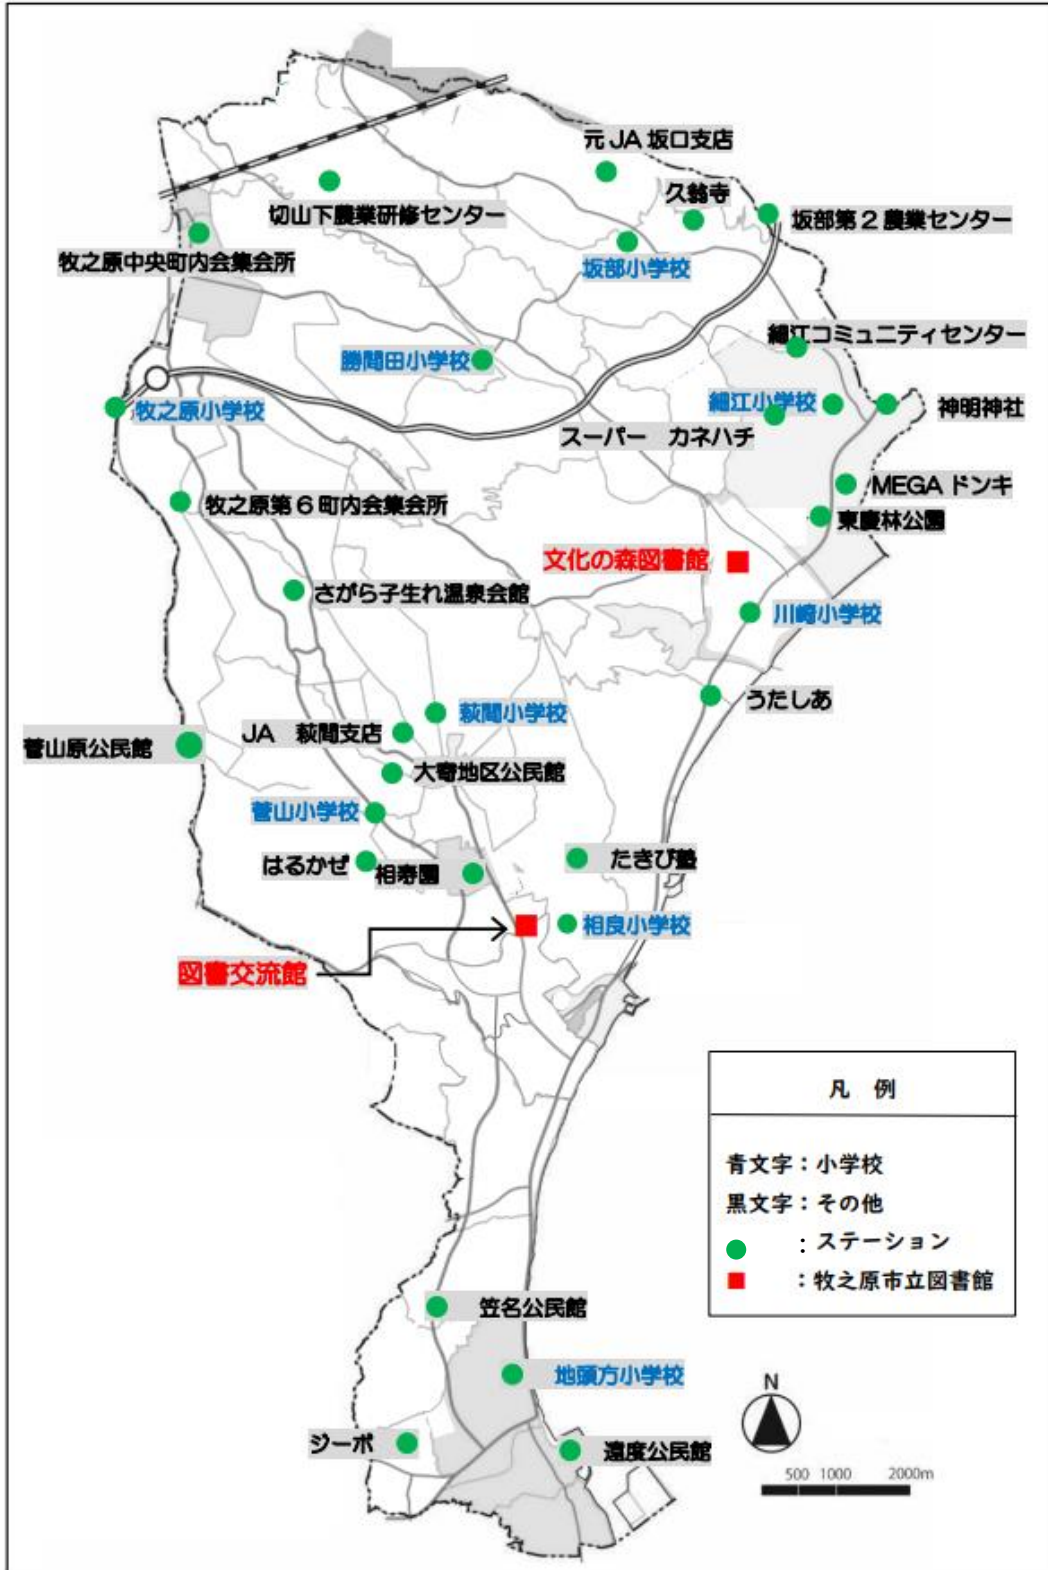 元 JA 坂口支店
切山下農業研修センター
久翁寺
坂部第2農業センター
牧之原中央町内会集会所
坂部小学校
細江コミュニティセンター
勝間田小学校
牧之原小学校
細江小学校
神明神社
スーパー カネハチ
MEGA ドンキ
牧之原第6町内会集会所
東慶林公園
文化の森図書館
さがら子生れ温泉会館
川崎小学校
うたしあ
萩間小学校
JA 萩間支店
菅山原公民館
大寄地区公民館
菅山小学校
はるかぜ
相寿園
たきび塾
相良小学校
図書交流館
凡 例
青文字:小学校
黒文字:その他
:ステーション
:牧之原市立図書館
笠名公民館
地頭方小学校
ジーボ
遠度公民館
N
500 1000 2000m